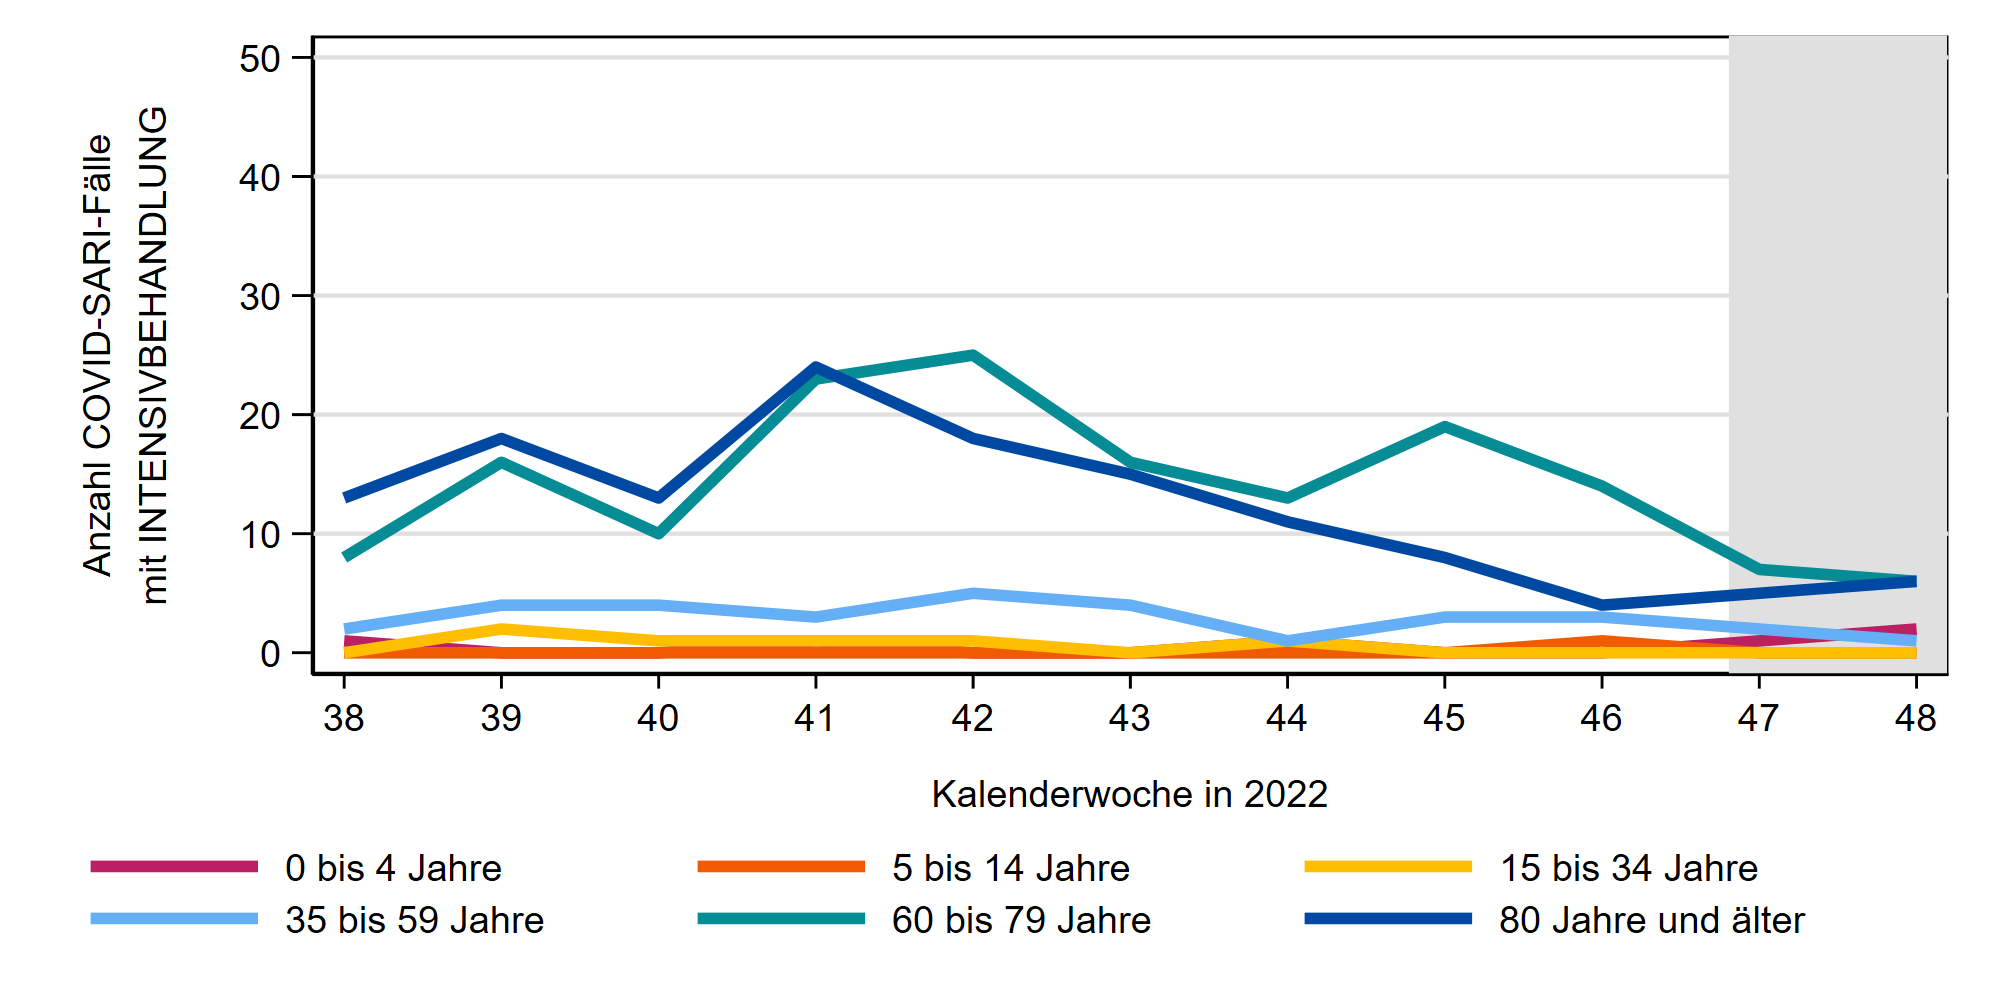 Anzahl COVID-SARI-Fälle
mit INTENSIVBEHANDLUNG
50
40
30
20
10
0
38 39 40 41 42 43 44 45 46 47 48
Kalenderwoche in 2022
0 bis 4 Jahre 5 bis 14 Jahre 15 bis 34 Jahre
35 bis 59 Jahre 60 bis 79 Jahre 80 Jahre und älter